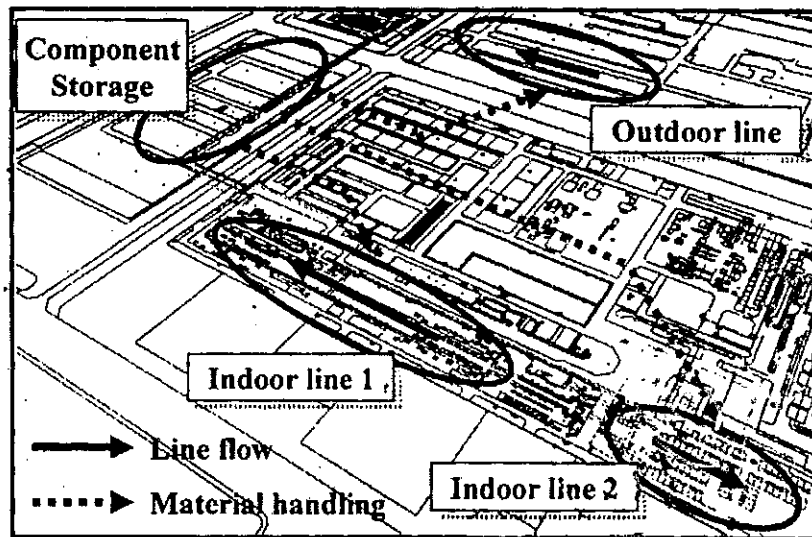 Component
Storage
Outdoor line
Indoor line 1
Line flow
Indoor line 2
Material handling